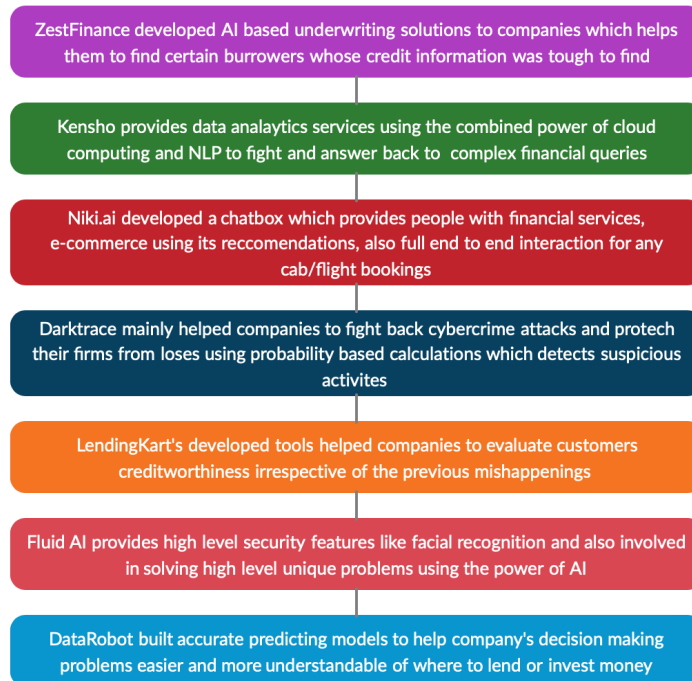 ZestFinance developed AI based underwriting solutions to companies which helps
them to find certain burrowers whose credit information was tough to find
Kensho provides data analaytics services using the combined power of cloud
computing and NLP to fight and answer back to complex financial queries
Niki.ai developed a chatbox which provides people with financial services,
e-commerce using its reccomendations, also full end to end interaction for any
cab/flight bookings
Darktrace mainly helped companies to fight back cybercrime attacks and protech
their firms from loses using probability based calculations which detects suspicious
activites
LendingKart's developed tools helped companies to evaluate customers
creditworthiness irrespective of the previous mishappenings
Fluid AI provides high level security features like facial recognition and also involved
in solving high level unique problems using the power of AI
DataRobot built accurate predicting models to help company's decision making
problems easier and more understandable of where to lend or invest money